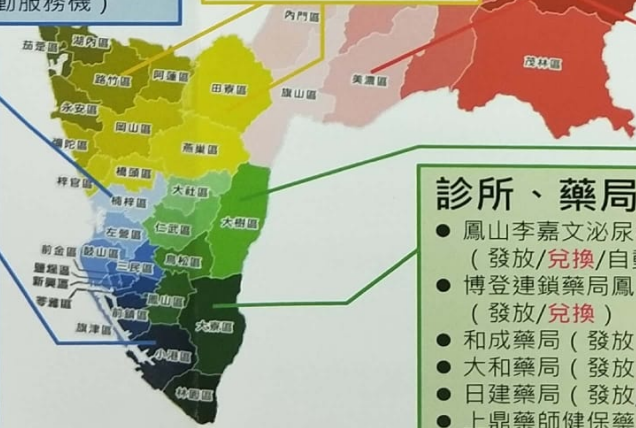 動服務機）
內門區
茄萣區
湖內區
路竹區
阿蓮區
田寮區
旗山區
美濃區
茂林區
永安區
岡山區
彌陀區
燕巢區
橋頭區
梓官區
楠梓區
大社區
左營區
仁武區
大樹區
前金區
鼓山區
三民區
鳥松區
鹽埕區
新興區
苓雅區
前鎮區
鳳山區
大寮區
旗津區
小港區
林園區
診所、藥局
● 鳳山李嘉文泌尿
（發放/兌換/自動
● 博登連鎖藥局鳳
（發放/兌換）
● 和成藥局（發放
● 大和藥局（發放
● 日建藥局（發放
● 上鼎藥師健保藥